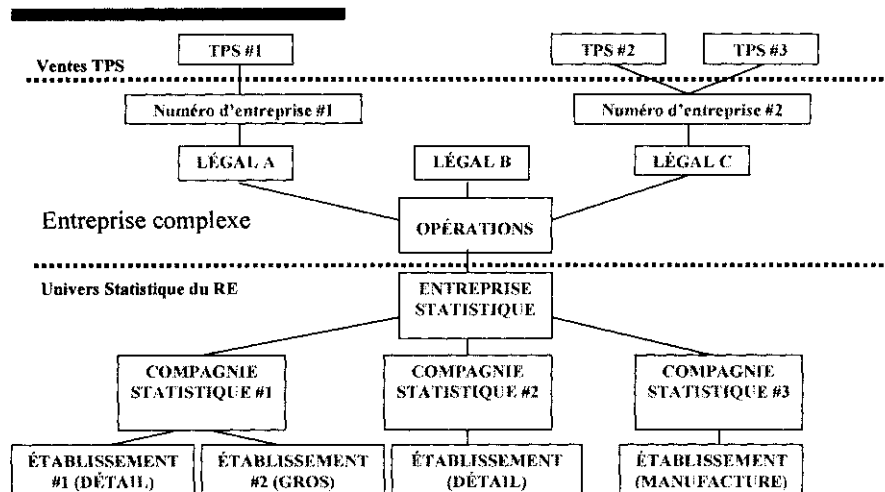 TPS #1
TPS #2
TPS #3
Ventes TPS
Numéro d'entreprise #1
Numéro d'entreprise #2
LÉGAL A
LÉGAL B
LÉGAL C
Entreprise complexe
OPÉRATIONS
Univers Statistique du RE
ENTREPRISE
STATISTIQUE
COMPAGNIE
STATISTIQUE #1
COMPAGNIE
STATISTIQUE #2
COMPAGNIE
STATISTIQUE #3
ÉTABLISSEMENT
#1 (DÉTAIL)
ÉTABLISSEMENT
#2 (GROS)
ÉTABLISSEMENT
(DÉTAIL)
ÉTABLISSEMENT
(MANUFACTURE)